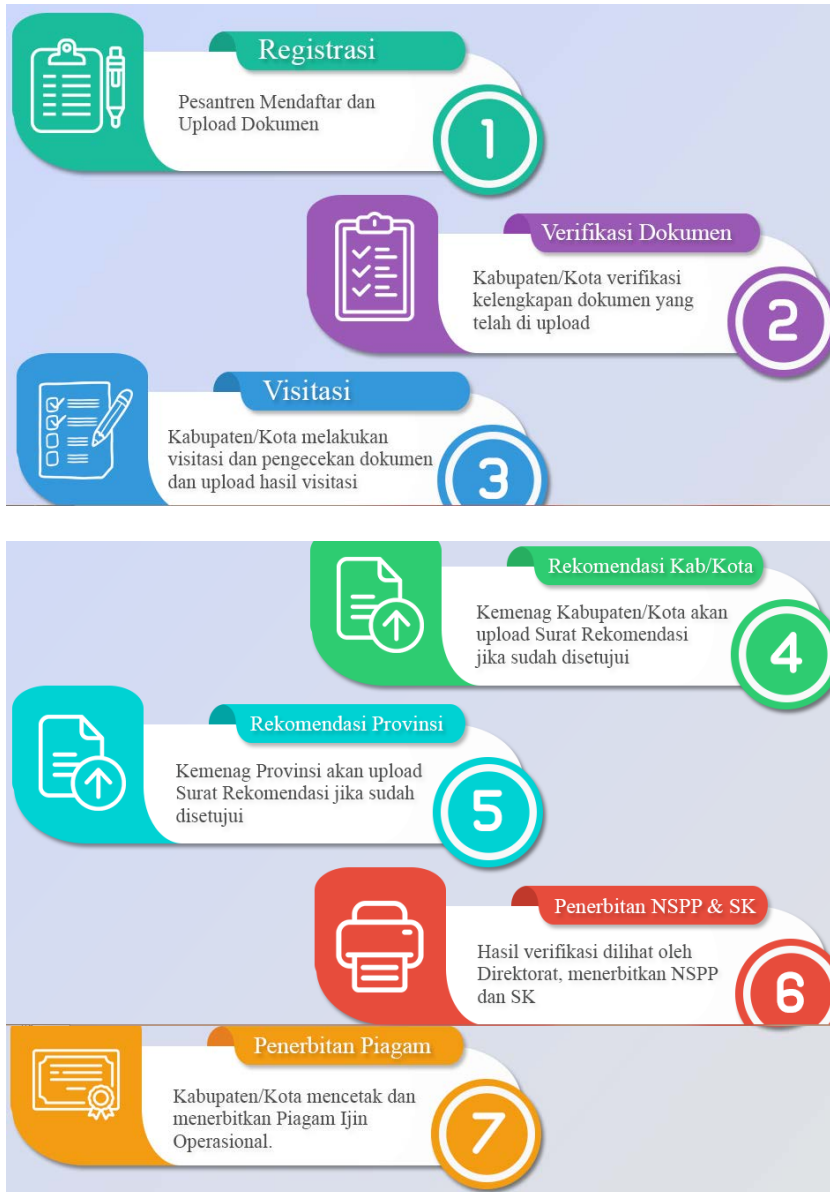 Registrasi
Pesantren Mendaftar dan
Upload Dokumen
1
Verifikasi Dokumen
Kabupaten/Kota verifikasi
kelengkapan dokumen yang
telah di upload
2
Visitasi
Kabupaten/Kota melakukan
visitasi dan pengecekan dokumen
dan upload hasil visitasi
3
Rekomendasi Kab/Kota
Kemenag Kabupaten/Kota akan
upload Surat Rekomendasi
jika sudah disetujui
4
Rekomendasi Provinsi
Kemenag Provinsi akan upload
Surat Rekomendasi jika sudah
disetujui
5
Penerbitan NSPP & SK
Hasil verifikasi dilihat oleh
Direktorat, menerbitkan NSPP
dan SK
6
Penerbitan Piagam
Kabupaten/Kota mencetak dan
menerbitkan Piagam Ijin
Operasional.
7